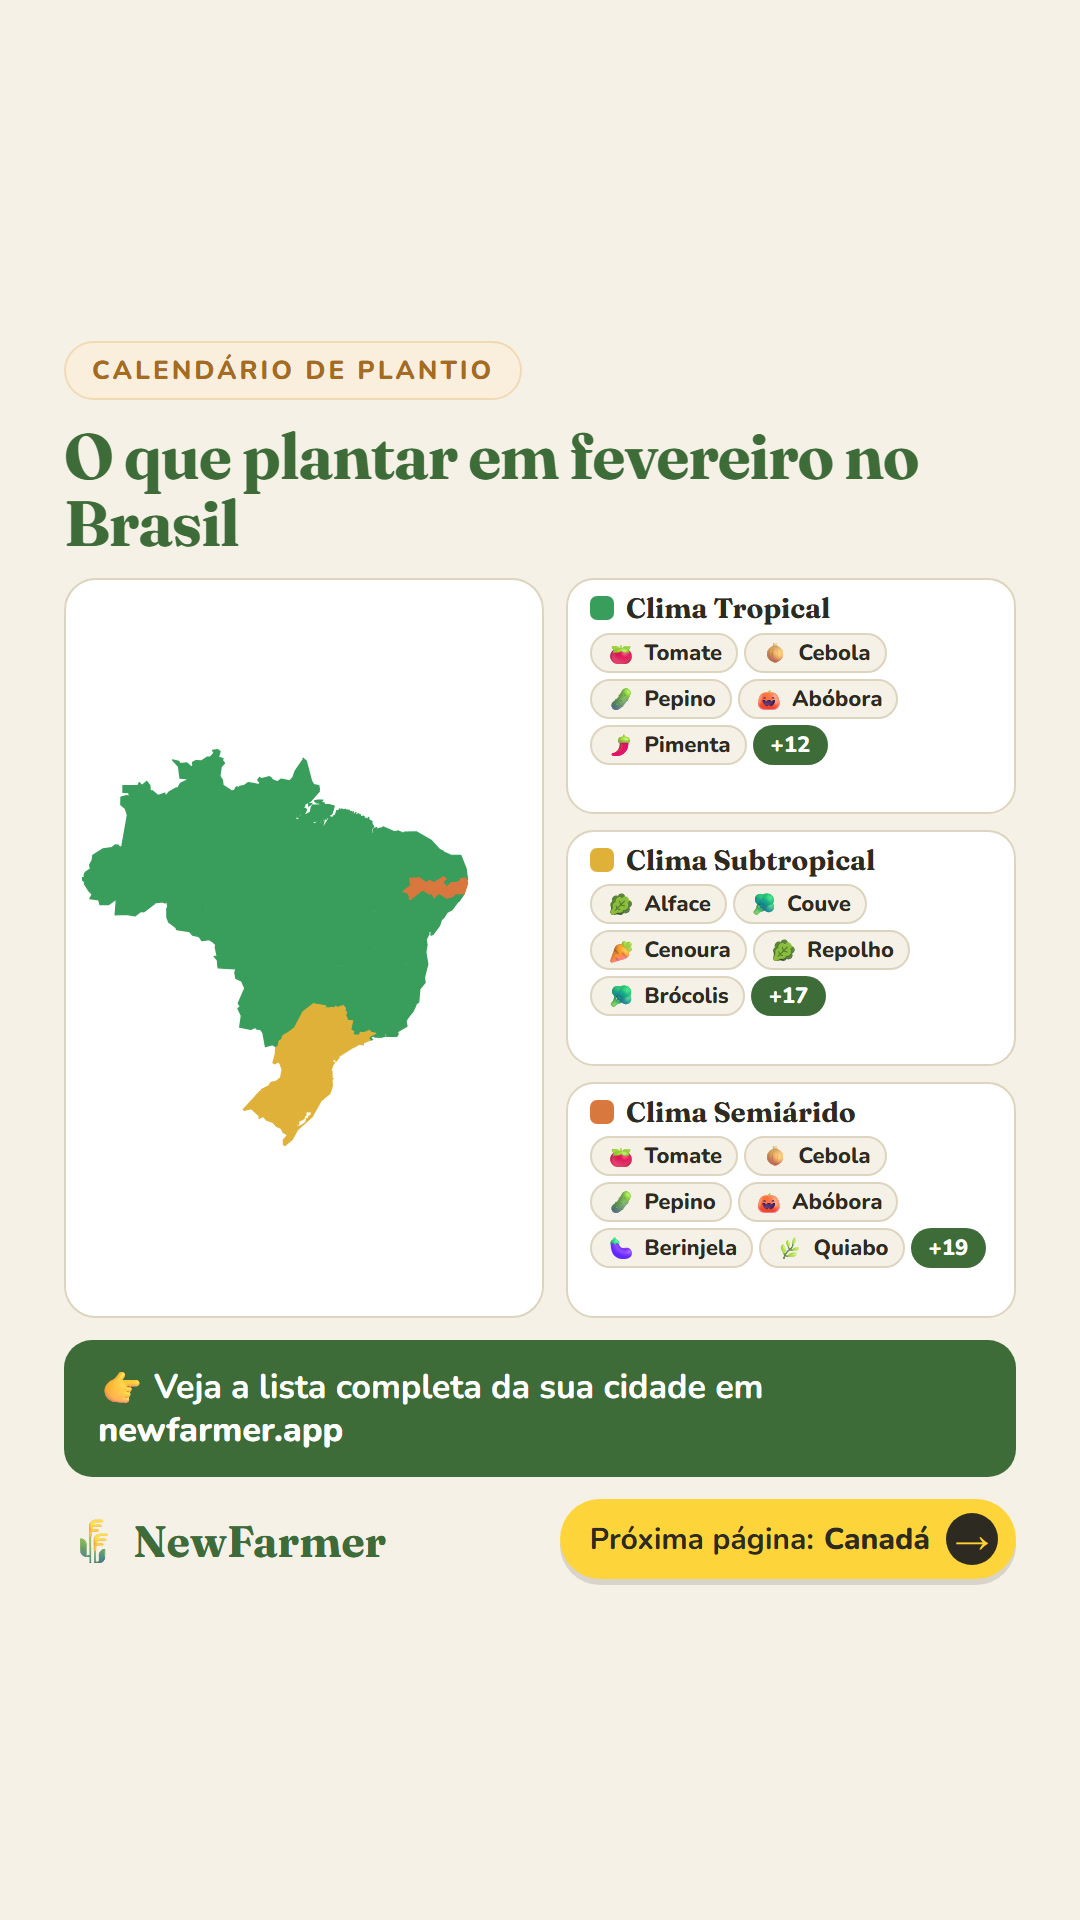 CALENDÁRIO DE PLANTIO
O que plantar em fevereiro no
Brasil
Clima Tropical
Tomate Cebola
Pepino Abóbora
Pimenta +12
Clima Subtropical
Alface Couve
Cenoura Repolho
Brócolis +17
Clima Semiárido
Tomate Cebola
Pepino Abóbora
Berinjela Quiabo +19
👉 Veja a lista completa da sua cidade em
newfarmer.app
NewFarmer
Próxima página: Canadá →